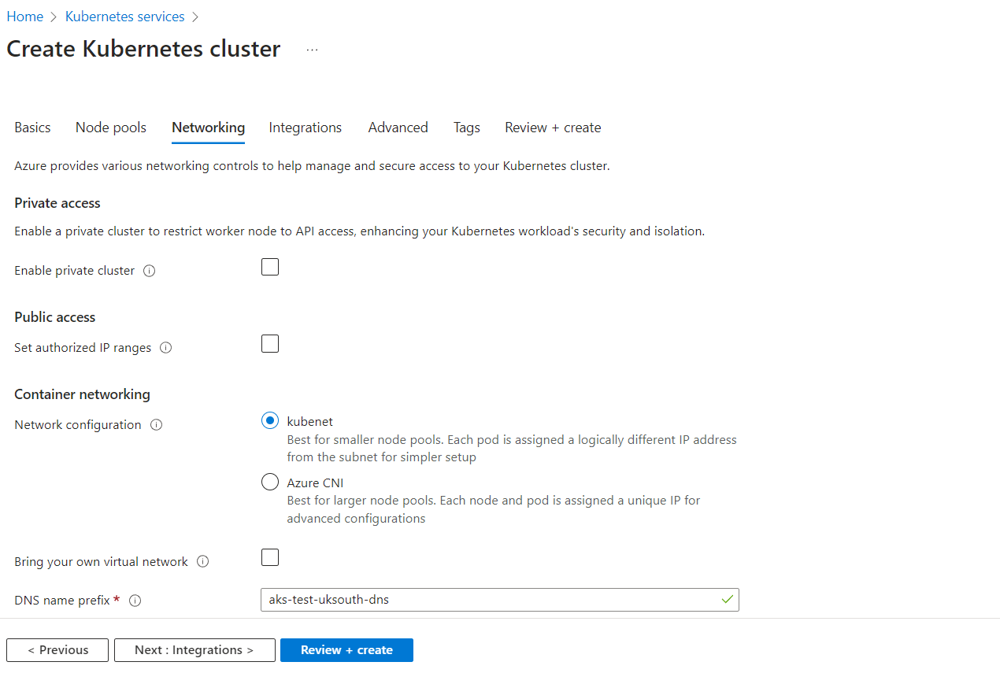 Home > Kubernetes services >
Create Kubernetes cluster ...
Basics Node pools Networking Integrations Advanced Tags Review + create
Azure provides various networking controls to help manage and secure access to your Kubernetes cluster.
Private access
Enable a private cluster to restrict worker node to API access, enhancing your Kubernetes workload's security and isolation.
Enable private cluster
Public access
Set authorized IP ranges
Container networking
Network configuration
kubenet
Best for smaller node pools. Each pod is assigned a logically different IP address
from the subnet for simpler setup
Azure CNI
Best for larger node pools. Each node and pod is assigned a unique IP for
advanced configurations
Bring your own virtual network
DNS name prefix * aks-test-uksouth-dns
< Previous Next : Integrations > Review + create